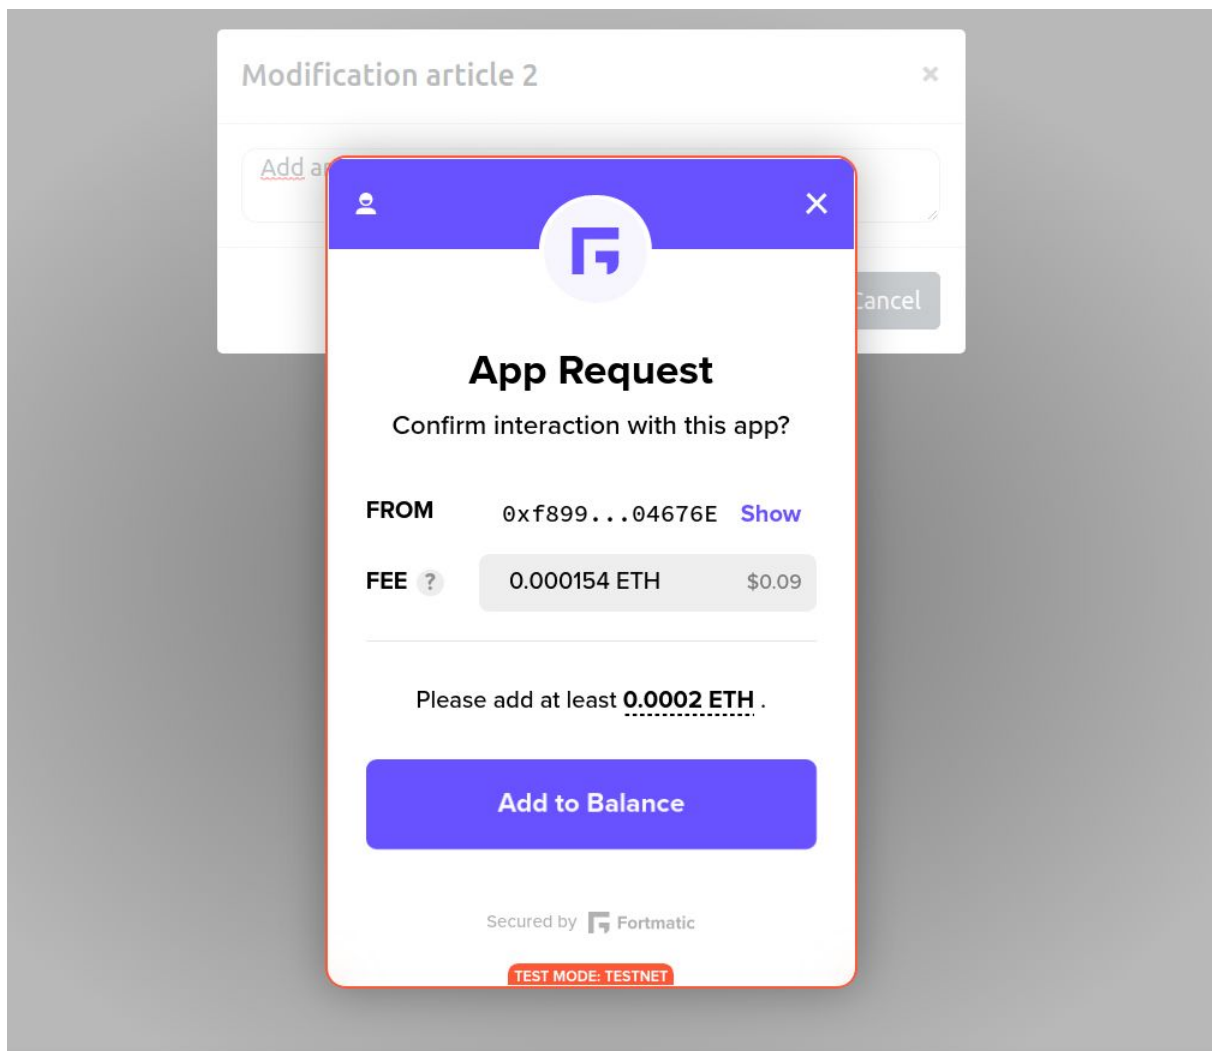 Modification article 2
Add
App Request
Confirm interaction with this app?
FROM 0xf899...04676E Show
FEE ? 0.000154 ETH $0.09
Please add at least 0.0002 ETH .
Add to Balance
Secured by Fortmatic
TEST MODE: TESTNET
Cancel